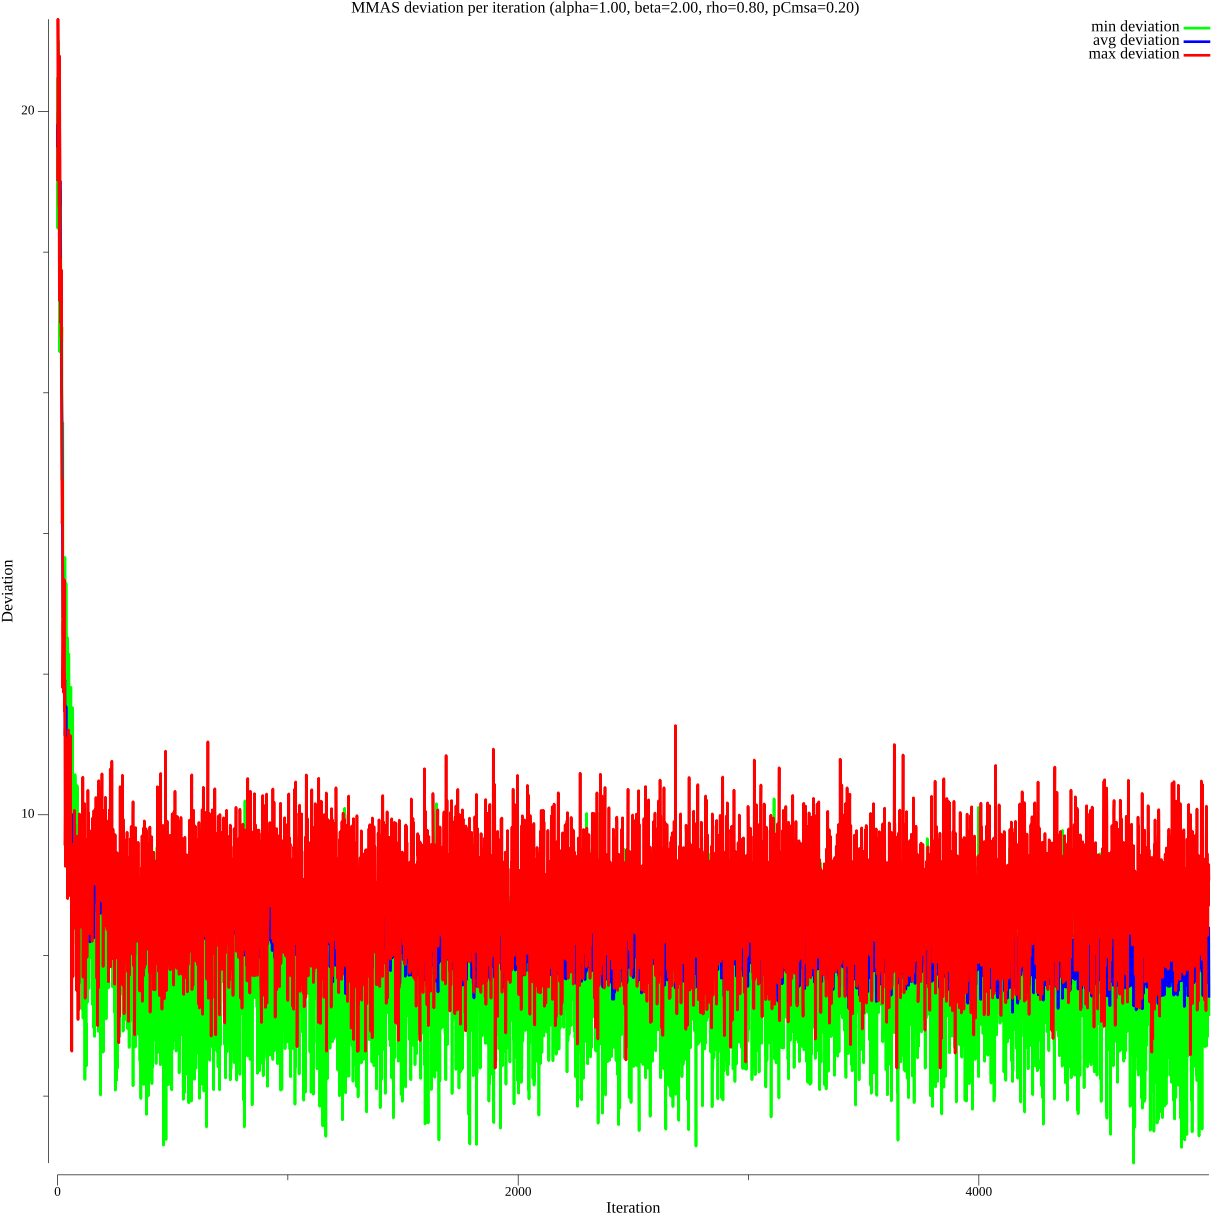 MMAS deviation per iteration (alpha=1.00, beta=2.00, rho=0.80, pCmsa=0.20)
min deviation
avg deviation
max deviation
20
10
Deviation
0
2000
4000
Iteration